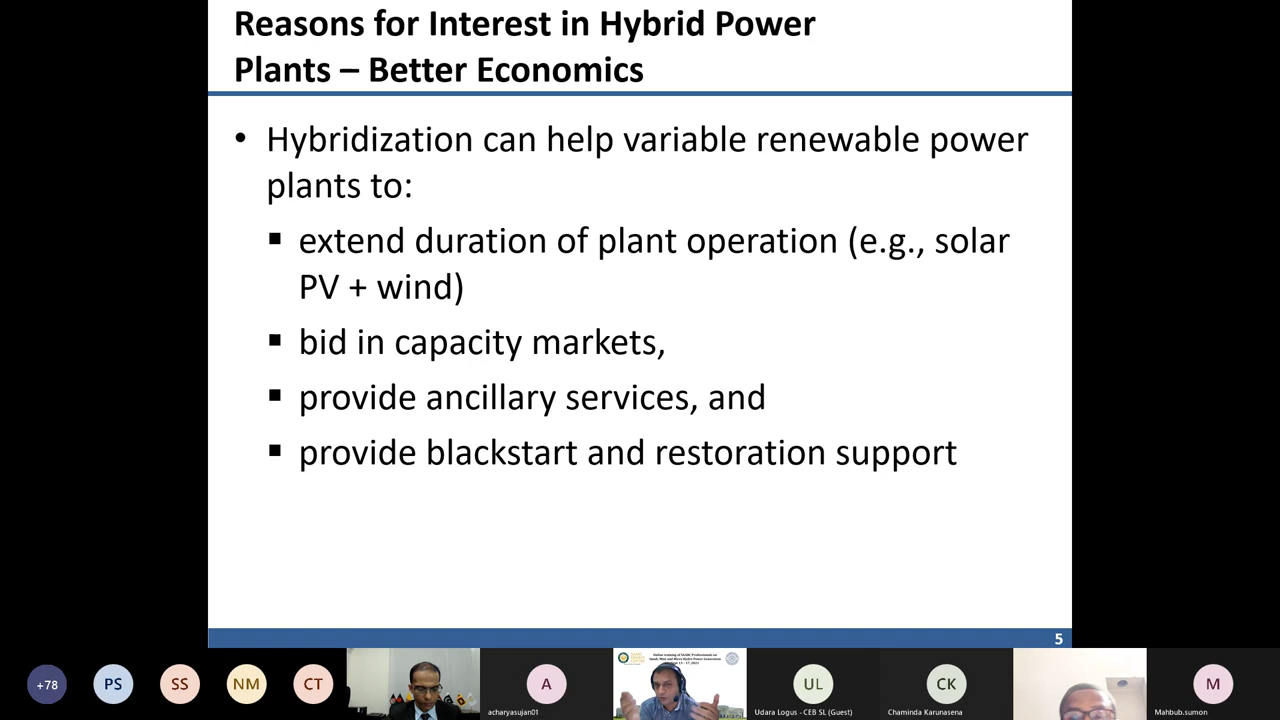 Reasons for Interest in Hybrid Power
Plants – Better Economics
• Hybridization can help variable renewable power
plants to:
▪ extend duration of plant operation (e.g., solar
PV + wind)
▪ bid in capacity markets,
▪ provide ancillary services, and
▪ provide blackstart and restoration support
5
+78
PS
SS
NM
CT
A
acharyasujan01
UL
Udara Logus - CEB SL (Guest)
CK
Chaminda Karunasena
M
Mahbub.sumon